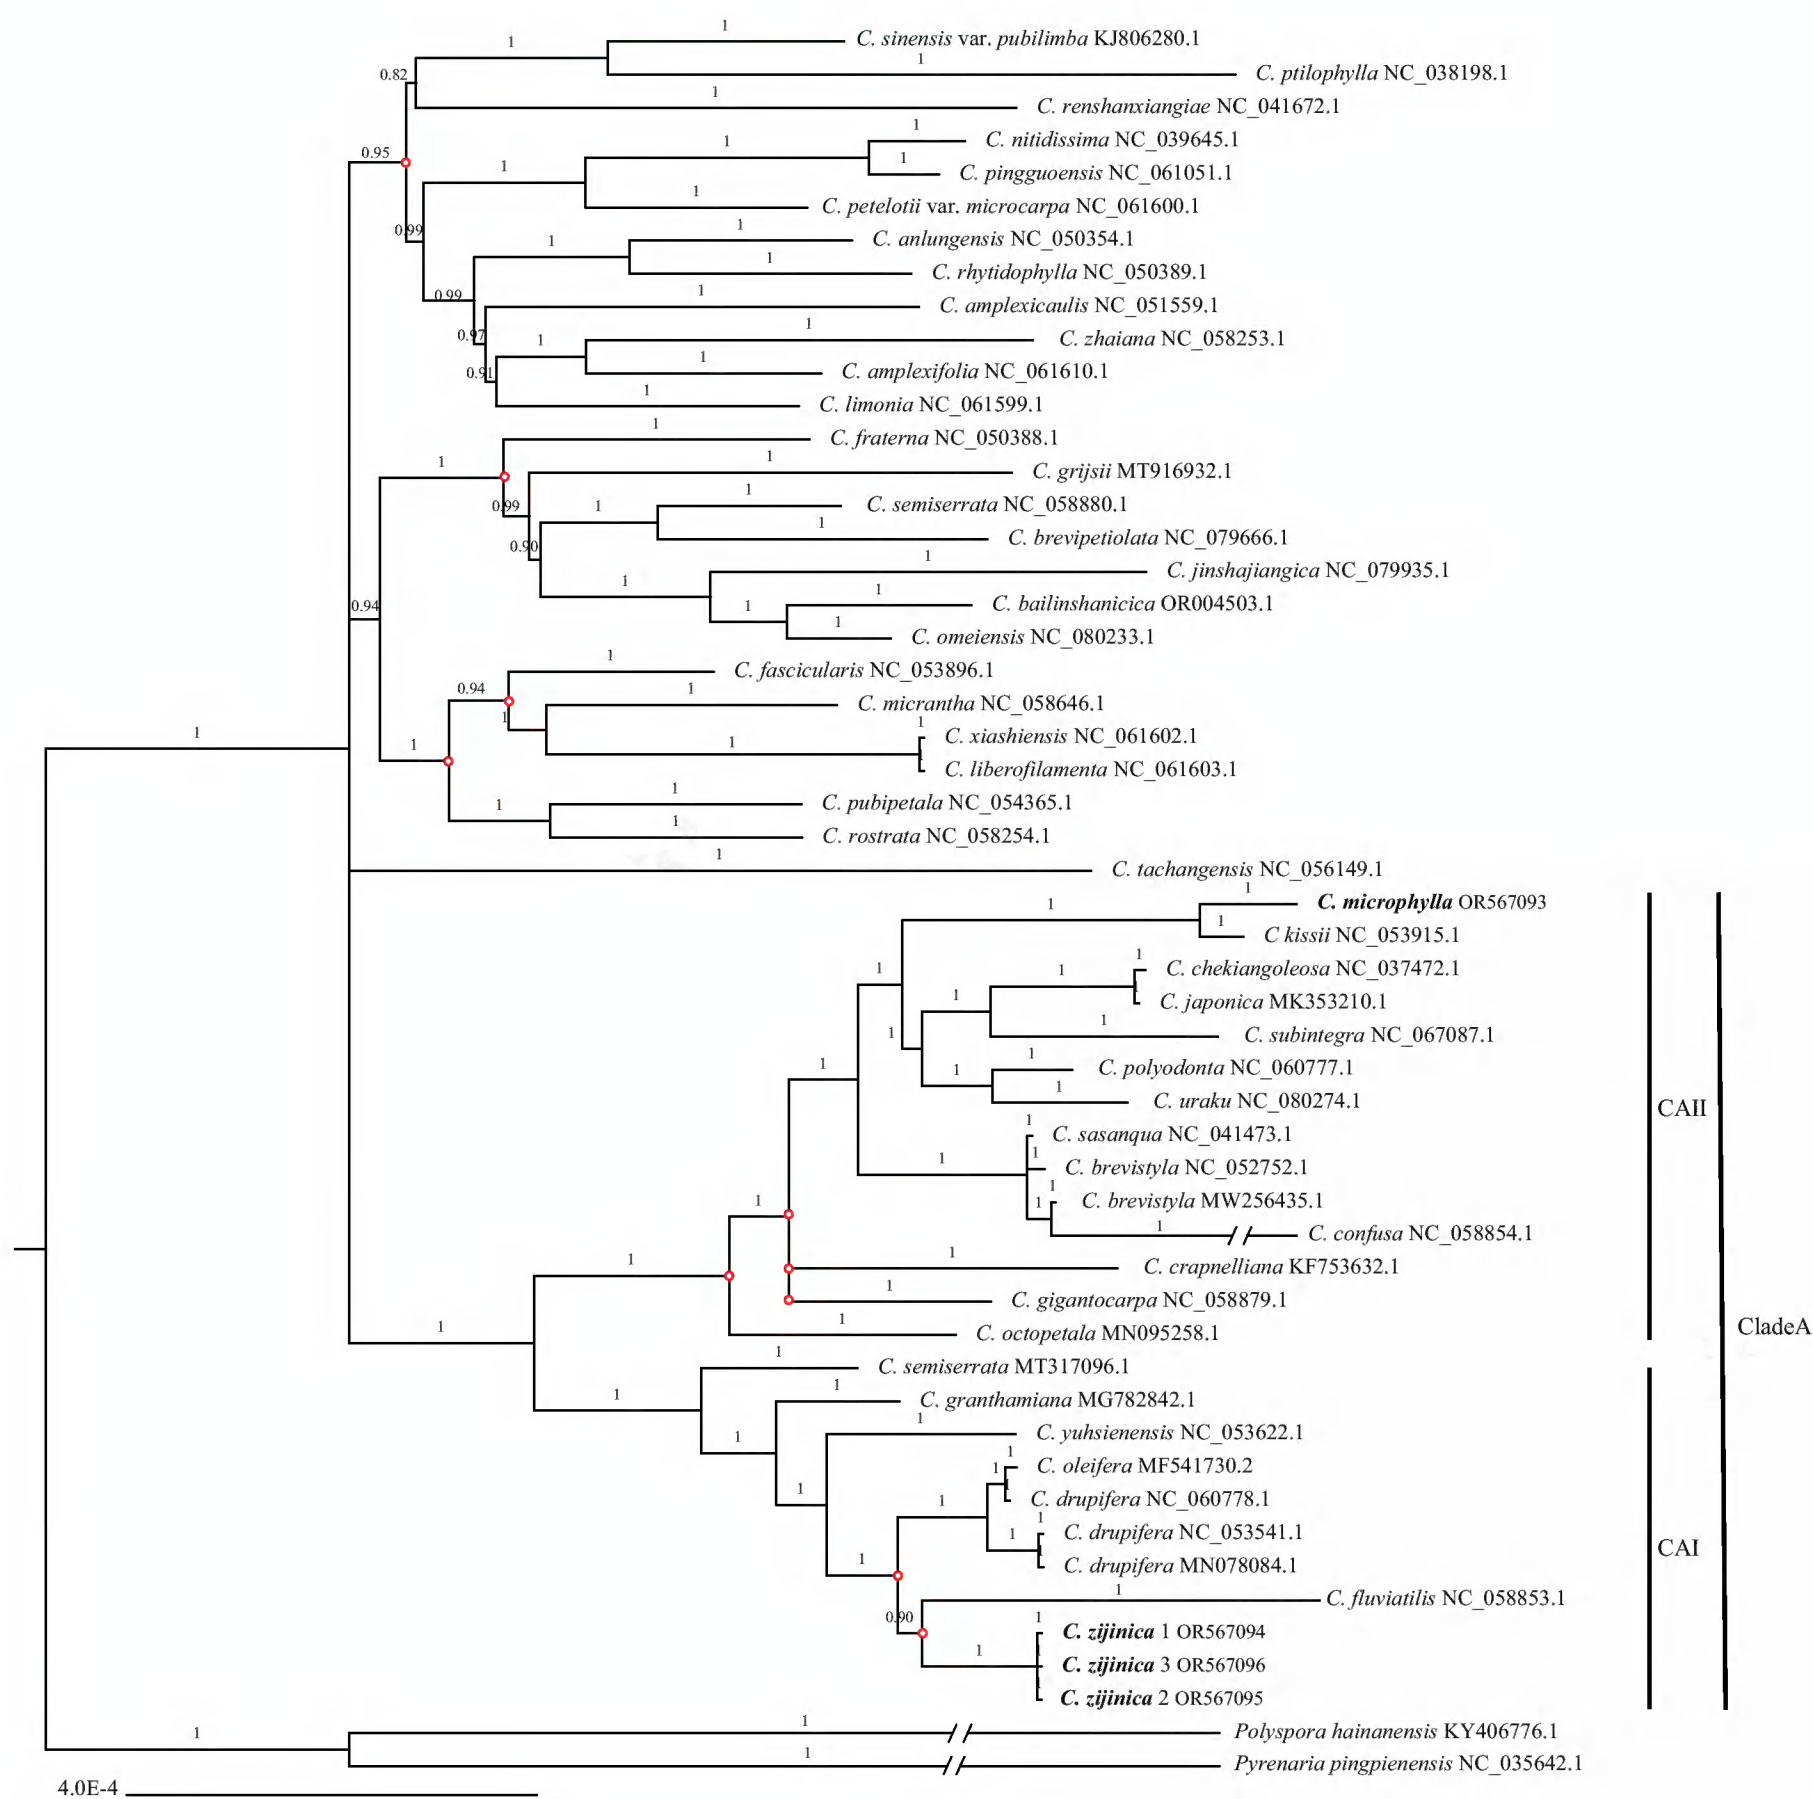 1
1
C. sinensis var. pubilimba KJ806280.1
1
0.82
C. ptilophylla NC_038198.1
1
C. renshanxiangiae NC_041672.1
1
C. nitidissima NC_039645.1
0.95
1
1
C. pingguoensis NC_061051.1
1
1
C. petelotii var. microcarpa NC_061600.1
0.99
1
1
C. anlungensis NC_050354.1
1
C. rhytidophylla NC_050389.1
0.99
1
C. amplexicaulis NC_051559.1
0.97
1
1
C. zhaiana NC_058253.1
0.91
1
C. amplexifolia NC_061610.1
1
C. limonia NC_061599.1
1
C. fraterna NC_050388.1
1
1
C. grijsii MT916932.1
0.99
1
1
C. semiserrata NC_058880.1
0.90
1
C. brevipetiolata NC_079666.1
1
1
C. jinshajiangica NC_079935.1
0.94
1
1
C. bailinshanicica OR004503.1
1
C. omeiensis NC_080233.1
1
C. fascicularis NC_053896.1
0.94
1
C. micrantha NC_058646.1
1
1
C. xiashiensis NC_061602.1
1
1
1
1
C. liberofilamenta NC_061603.1
1
1
C. pubipetala NC_054365.1
1
C. rostrata NC_058254.1
1
C. tachangensis NC_056149.1
1
1
C. microphylla OR567093
1
C kissii NC_053915.1
1
1
1
C. chekiangoleosa NC_037472.1
1
1
C. japonica MK353210.1
1
1
C. subintegra NC_067087.1
1
1
1
C. polyodonta NC_060777.1
1
C. uraku NC_080274.1
CAII
1
C. sasanqua NC_041473.1
1
1
C. brevistyla NC_052752.1
1
1
C. brevistyla MW256435.1
1
1
C. confusa NC_058854.1
1
1
C. crapnelliana KF753632.1
1
C. gigantocarpa NC_058879.1
1
1
C. octopetala MN095258.1
CladeA
1
C. semiserrata MT317096.1
1
1
C. granthamiana MG782842.1
1
1
C. yuhsienensis NC_053622.1
1
1
1
C. oleifera MF541730.2
1
1
C. drupifera NC_060778.1
1
1
C. drupifera NC_053541.1
1
1
C. drupifera MN078084.1
CAI
1
C. fluviatilis NC_058853.1
0.90
1
C. zijinica 1 OR567094
1
1
C. zijinica 3 OR567096
1
C. zijinica 2 OR567095
1
1
Polyspora hainanensis KY406776.1
1
Pyrenaria pingpienensis NC_035642.1
4.0E-4